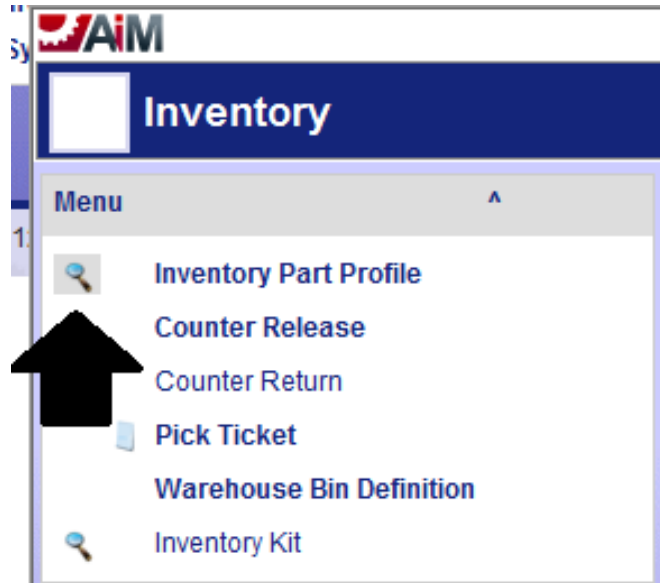 AiM
Inventory
Menu ^
Inventory Part Profile
Counter Release
Counter Return
Pick Ticket
Warehouse Bin Definition
Inventory Kit